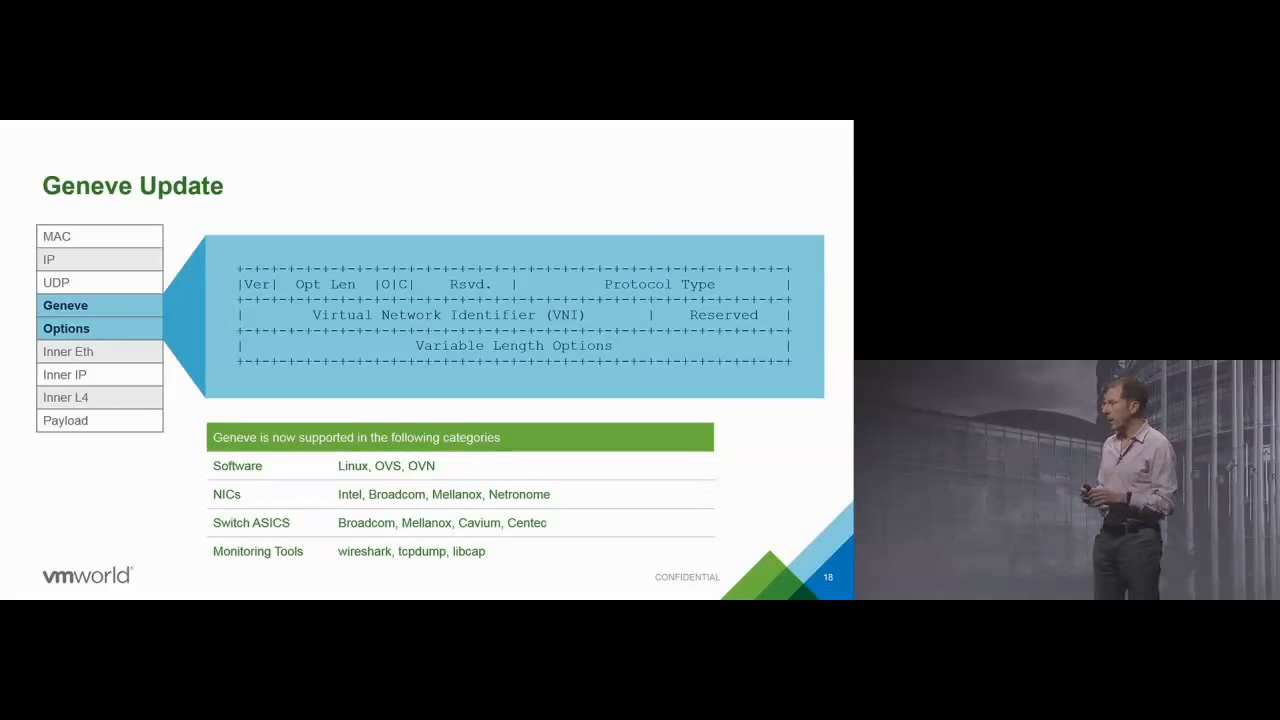 Geneve Update
MAC
IP
UDP
Geneve
Options
Inner Eth
Inner IP
Inner L4
Payload
+-+-+-+-+-+-+-+-+-+-+-+-+-+-+-+-+-+-+-+-+-+-+-+-+-+-+-+-+-+-+-+-+
|Ver| Opt Len |O|C| Rsvd. | Protocol Type |
+-+-+-+-+-+-+-+-+-+-+-+-+-+-+-+-+-+-+-+-+-+-+-+-+-+-+-+-+-+-+-+-+
| Virtual Network Identifier (VNI) | Reserved |
+-+-+-+-+-+-+-+-+-+-+-+-+-+-+-+-+-+-+-+-+-+-+-+-+-+-+-+-+-+-+-+-+
| Variable Length Options |
+-+-+-+-+-+-+-+-+-+-+-+-+-+-+-+-+-+-+-+-+-+-+-+-+-+-+-+-+-+-+-+-+
Geneve is now supported in the following categories
Software Linux, OVS, OVN
NICs Intel, Broadcom, Mellanox, Netronome
Switch ASICS Broadcom, Mellanox, Cavium, Centec
Monitoring Tools wireshark, tcpdump, libcap
vmworld®
CONFIDENTIAL
18